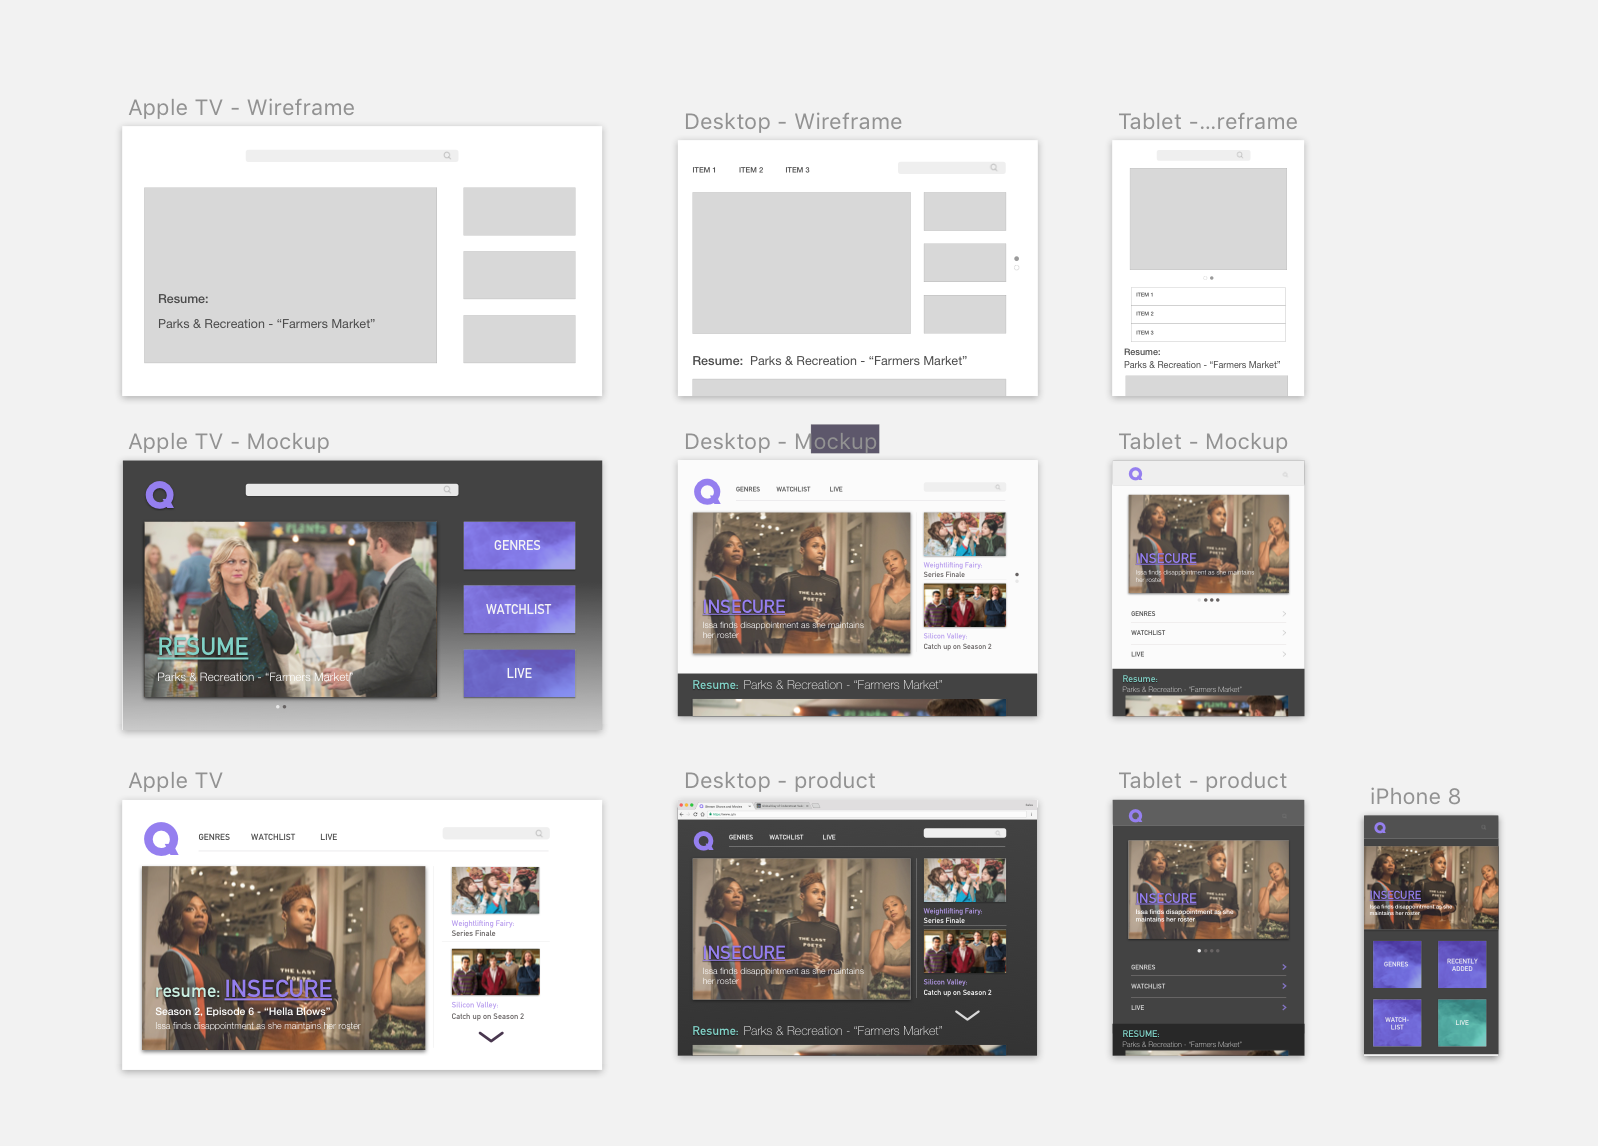 Apple TV - Wireframe
Resume:
Parks & Recreation - “Farmers Market”
Desktop - Wireframe
ITEM 1 ITEM 2 ITEM 3
Resume: Parks & Recreation - “Farmers Market”
Tablet -...reframe
ITEM 1
ITEM 2
ITEM 3
Resume:
Parks & Recreation - “Farmers Market”
Apple TV - Mockup
Q
GENRES
WATCHLIST
LIVE
RESUME
Parks & Recreation - “Farmers Market”
Desktop - Mockup
Q GENRES WATCHLIST LIVE
THE LAST
POETS
INSECURE
Issa finds disappointment as she maintains
her roster
Weightlifting Fairy:
Series Finale
Silicon Valley:
Catch up on Season 2
Resume: Parks & Recreation - “Farmers Market”
Tablet - Mockup
Q
INSECURE
Issa finds disappointment as she maintains
her roster
GENRES
WATCHLIST
LIVE
Resume:
Parks & Recreation - “Farmers Market”
Apple TV
Q GENRES WATCHLIST LIVE
THE LAST
POETS
resume: INSECURE
Season 2, Episode 6 - “Hella Blows”
Issa finds disappointment as she maintains her roster
Weightlifting Fairy:
Series Finale
Silicon Valley:
Catch up on Season 2
Desktop - product
Q GENRES WATCHLIST LIVE
THE LAST
POETS
INSECURE
Issa finds disappointment as she maintains
her roster
Weightlifting Fairy:
Series Finale
Silicon Valley:
Catch up on Season 2
Resume: Parks & Recreation - “Farmers Market”
Tablet - product
Q
INSECURE
Issa finds disappointment as she
maintains her roster
GENRES
WATCHLIST
LIVE
RESUME:
Parks & Recreation - “Farmers Market”
iPhone 8
Q
INSECURE
Issa finds disappointment as she
maintains her roster
GENRES
RECENTLY
ADDED
WATCH-
LIST
LIVE